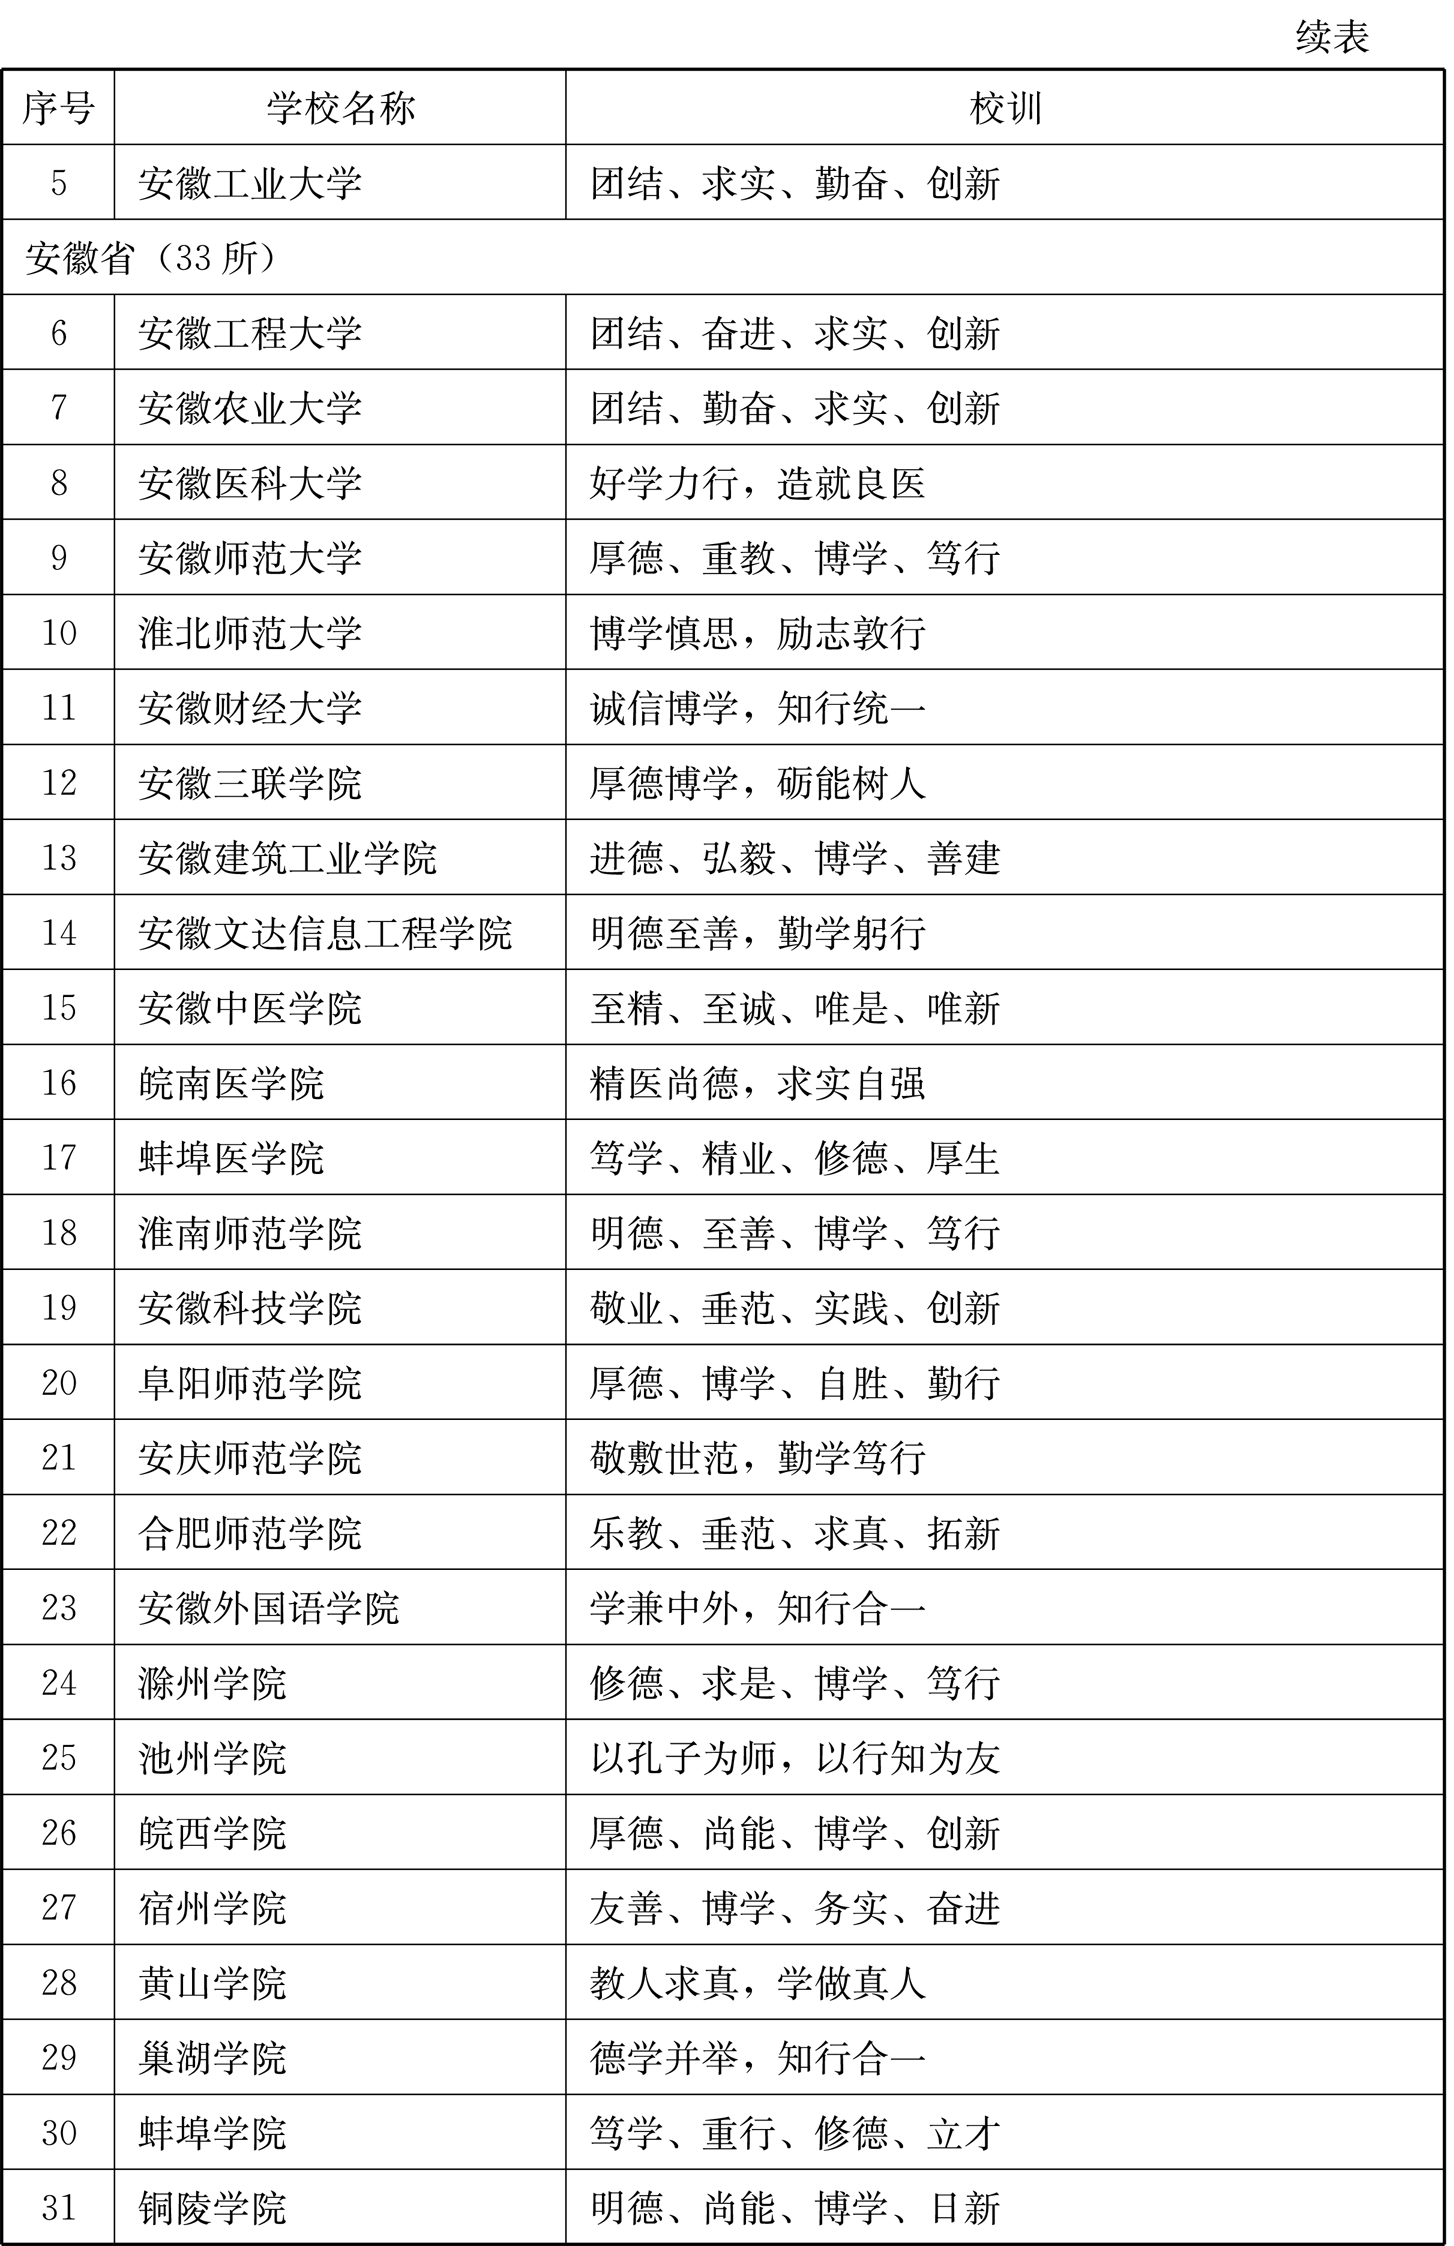 续表
序号 学校名称 校训
5 安徽工业大学 团结、求实、勤奋、创新
安徽省（33 所）
6 安徽工程大学 团结、奋进、求实、创新
7 安徽农业大学 团结、勤奋、求实、创新
8 安徽医科大学 好学力行，造就良医
9 安徽师范大学 厚德、重教、博学、笃行
10 淮北师范大学 博学慎思，励志敦行
11 安徽财经大学 诚信博学，知行统一
12 安徽三联学院 厚德博学，砺能树人
13 安徽建筑工业学院 进德、弘毅、博学、善建
14 安徽文达信息工程学院 明德至善，勤学躬行
15 安徽中医学院 至精、至诚、唯是、唯新
16 皖南医学院 精医尚德，求实自强
17 蚌埠医学院 笃学、精业、修德、厚生
18 淮南师范学院 明德、至善、博学、笃行
19 安徽科技学院 敬业、垂范、实践、创新
20 阜阳师范学院 厚德、博学、自胜、勤行
21 安庆师范学院 敬敷世范，勤学笃行
22 合肥师范学院 乐教、垂范、求真、拓新
23 安徽外国语学院 学兼中外，知行合一
24 滁州学院 修德、求是、博学、笃行
25 池州学院 以孔子为师，以行知为友
26 皖西学院 厚德、尚能、博学、创新
27 宿州学院 友善、博学、务实、奋进
28 黄山学院 教人求真，学做真人
29 巢湖学院 德学并举，知行合一
30 蚌埠学院 笃学、重行、修德、立才
31 铜陵学院 明德、尚能、博学、日新